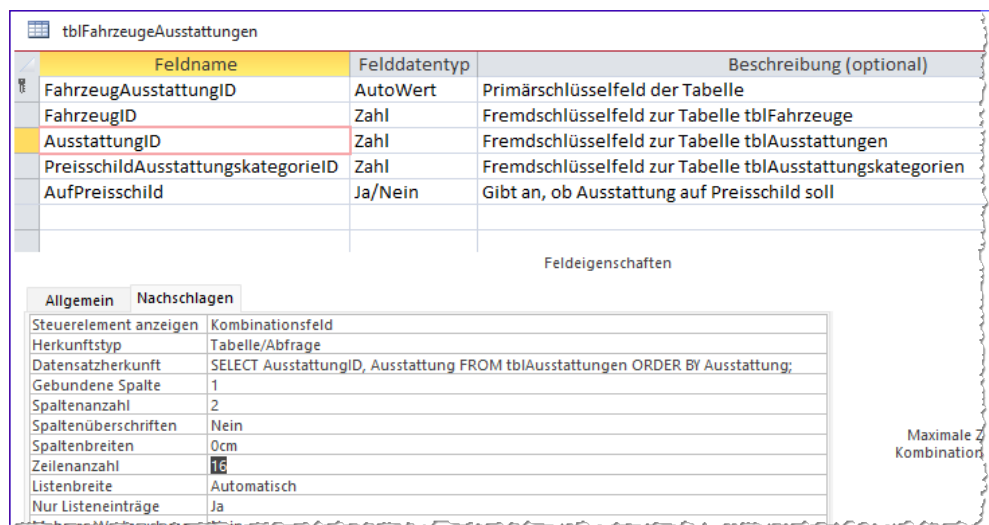 tblFahrzeugeAusstattungen
Feldname Felddatentyp Beschreibung (optional)
FahrzeugAusstattungID AutoWert Primärschlüsselfeld der Tabelle
FahrzeugID Zahl Fremdschlüsselfeld zur Tabelle tblFahrzeuge
AusstattungID Zahl Fremdschlüsselfeld zur Tabelle tblAusstattungen
PreisschildAusstattungskategorieID Zahl Fremdschlüsselfeld zur Tabelle tblAusstattungskategorien
AufPreisschild Ja/Nein Gibt an, ob Ausstattung auf Preisschild soll
Feldeigenschaften
Allgemein Nachschlagen
Steuerelement anzeigen Kombinationsfeld
Herkunftstyp Tabelle/Abfrage
Datensatzherkunft SELECT AusstattungID, Ausstattung FROM tblAusstattungen ORDER BY Ausstattung;
Gebundene Spalte 1
Spaltenanzahl 2
Spaltenüberschriften Nein
Spaltenbreiten 0cm
Zeilenanzahl 16
Listenbreite Automatisch
Nur Listeneinträge Ja
Maximale Z
Kombination